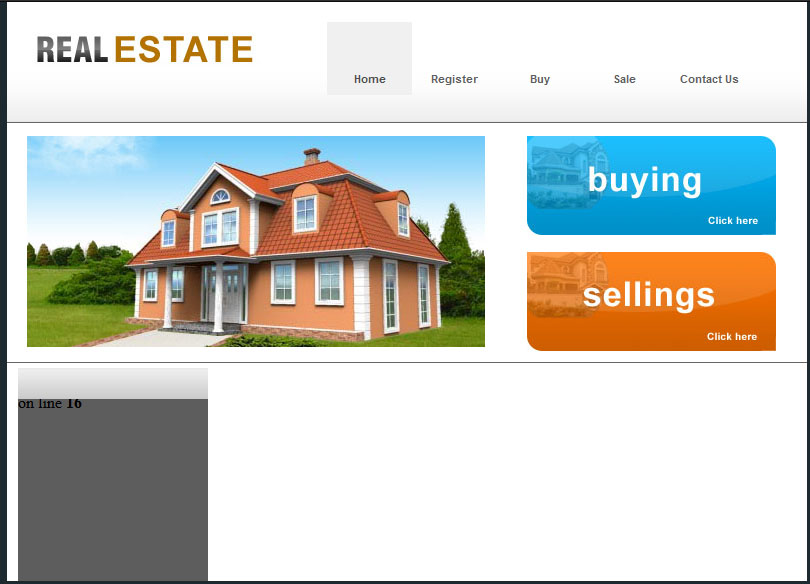 REAL ESTATE
Home Register Buy Sale Contact Us
buying
Click here
sellings
Click here
on line 16